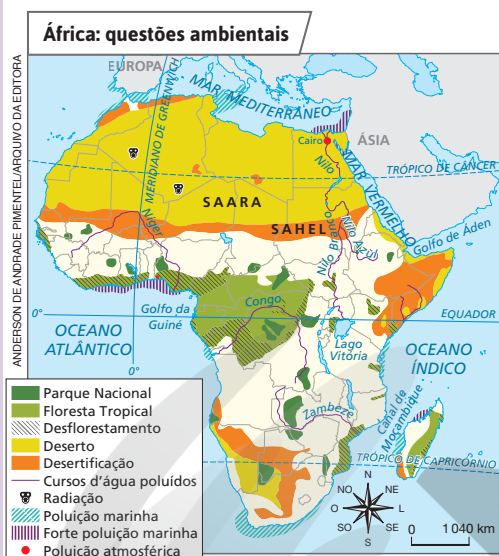 África: questões ambientais
ANDERSON DE ANDRADE PIMENTEL/ARQUIVO DA EDITORA
EUROPA
MERIDIANO DE GREENWICH
MAR MEDITERRÂNEO
Cairo
ÁSIA
Nilo
TRÓPICO DE CÂNCER
MAR VERMELHO
SAARA
Níger
SAHEL
Nilo Branco
Nilo Azul
Golfo de Áden
0°
Golfo da
Guiné
Congo
EQUADOR
OCEANO
ATLÂNTICO
0°
Lago
Vitória
OCEANO
ÍNDICO
Zambeze
Canal de
Moçambique
TRÓPICO DE CAPRICÓRNIO
Parque Nacional
Floresta Tropical
Desflorestamento
Deserto
Desertificação
Cursos d'água poluídos
Radiação
Poluição marinha
Forte poluição marinha
Poluição atmosférica
N
NO
NE
O
L
SO
SE
S
0 1 040 km